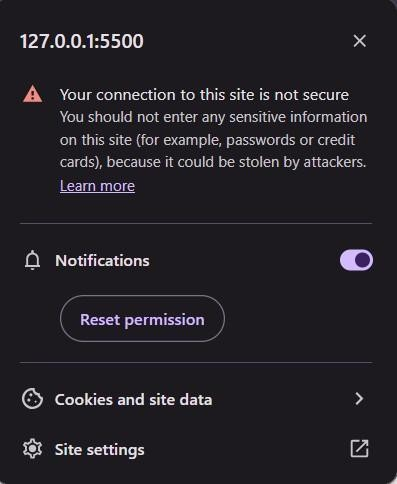 127.0.0.1:5500
Your connection to this site is not secure
You should not enter any sensitive information
on this site (for example, passwords or credit
cards), because it could be stolen by attackers.
Learn more
Notifications
Reset permission
Cookies and site data
Site settings